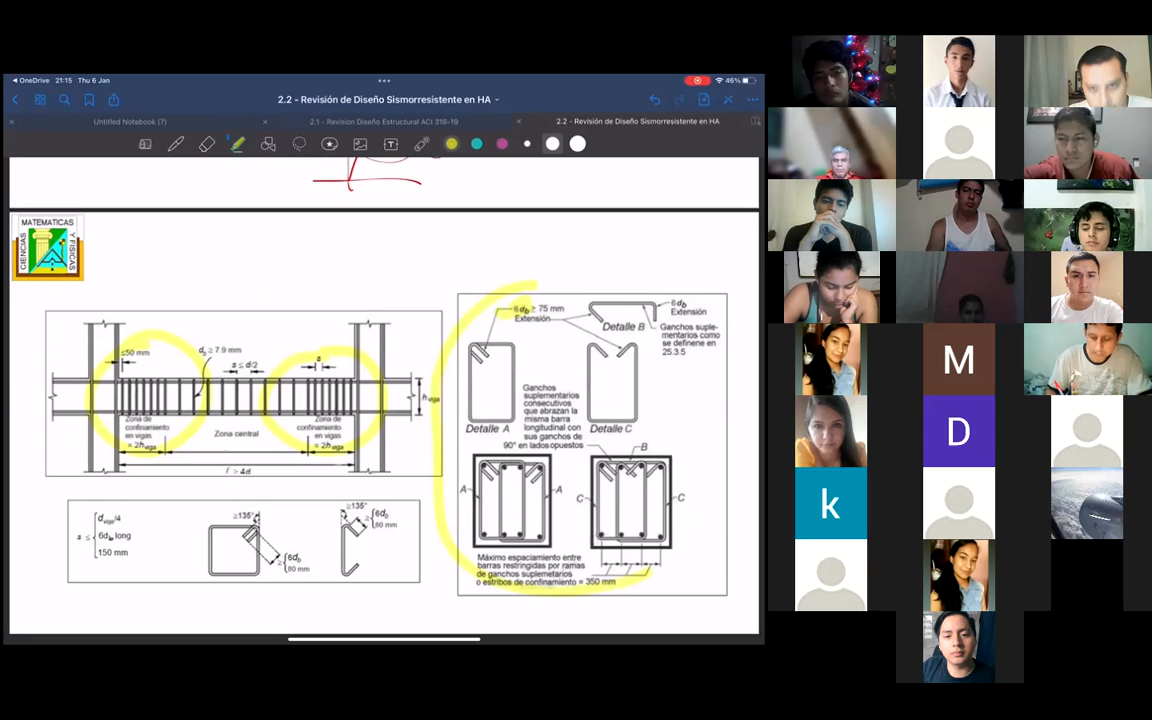 OneDrive 21:15 Thu 6 Jan
46%
2.2 - Revisión de Diseño Sismorresistente en HA
Untitled Notebook (7)
2.1 - Revision Diseño Estructural ACI 318-19
2.2 - Revisión de Diseño Sismorresistente en HA
MATEMATICAS
CIENCIAS
Y FISICAS
≤50 mm
d_b ≥ 7.9 mm
s ≤ d/2
s
h_viga
Zona de
confinamiento
en vigas
= 2h_viga
Zona central
Zona de
confinamiento
en vigas
= 2h_viga
ℓ > 4d
s ≤
d_viga/4
6d_b long
150 mm
≥135°
≥
6d_b
80 mm
≥135°
≥
6d_b
80 mm
6d_b ≥ 75 mm
Extensión
6d_b
Extensión
Detalle B
Ganchos suple-
mentarios como
se definene en
25.3.5
Detalle A
Ganchos
suplementarios
consecutivos
que abrazan la
misma barra
longitudinal con
sus ganchos de
90° en lados opuestos
Detalle C
A
A
B
C
C
Máximo espaciamiento entre
barras restringidas por ramas
de ganchos suplemetarios
o estribos de confinamiento = 350 mm
M
D
k